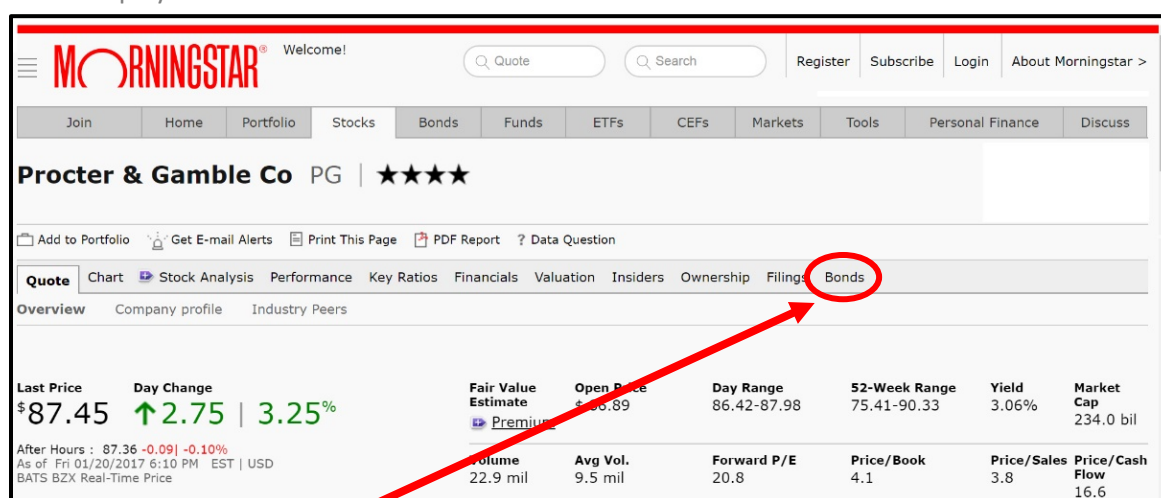 MORNINGSTAR® Welcome! Quote Search Register Subscribe Login About Morningstar >
Join Home Portfolio Stocks Bonds Funds ETFs CEFs Markets Tools Personal Finance Discuss
Procter & Gamble Co PG | ★★★★
Add to Portfolio Get E-mail Alerts Print This Page PDF Report ? Data Question
Quote Chart Stock Analysis Performance Key Ratios Financials Valuation Insiders Ownership Filings Bonds
Overview Company profile Industry Peers
Last Price Day Change
$87.45 ↑2.75 | 3.25%
After Hours : 87.36 -0.09| -0.10%
As of Fri 01/20/2017 6:10 PM EST | USD
BATS BZX Real-Time Price
Fair Value Estimate Open Price Day Range 52-Week Range Yield Market Cap
Premium 86.42-87.98 75.41-90.33 3.06% 234.0 bil
Volume Avg Vol. Forward P/E Price/Book Price/Sales Price/Cash Flow
22.9 mil 9.5 mil 20.8 4.1 3.8 16.6